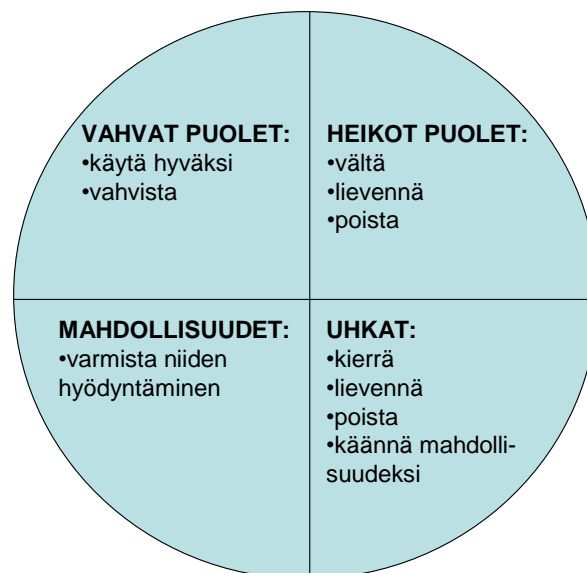 VAHVAT PUOLET:
•käytä hyväksi
•vahvista
HEIKOT PUOLET:
•vältä
•lievennä
•poista
MAHDOLLISUUDET:
•varmista niiden
hyödyntäminen
UHKAT:
•kierrä
•lievennä
•poista
•käännä mahdolli-
suudeksi